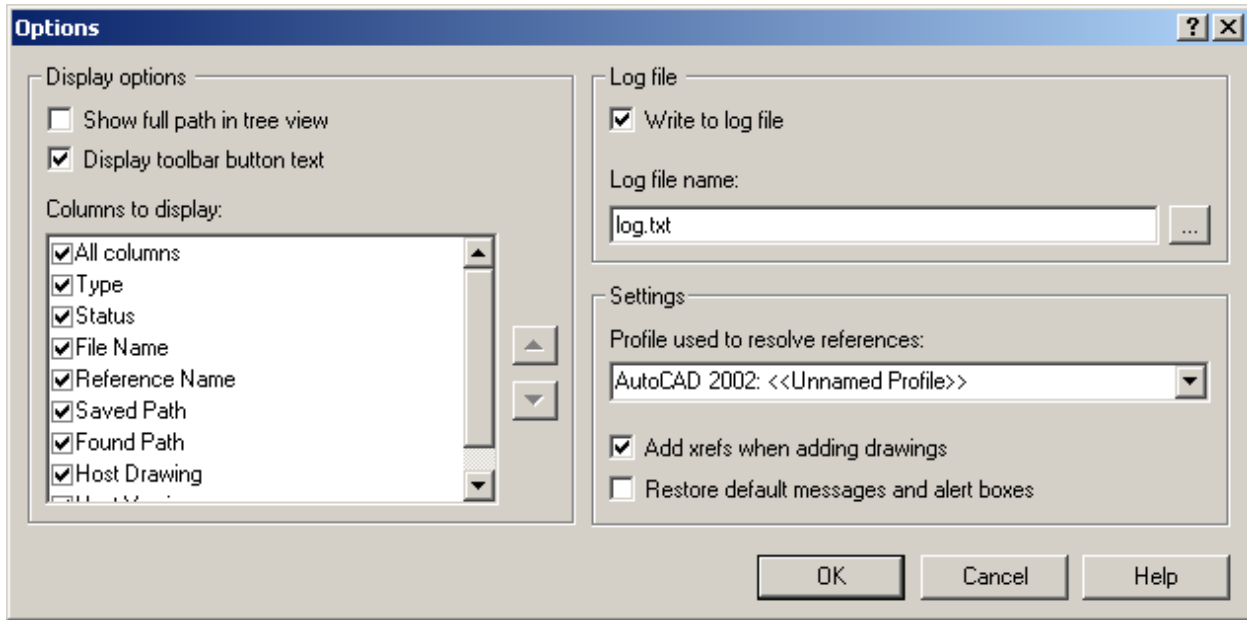 Options
Display options
Show full path in tree view
Display toolbar button text
Columns to display:
All columns
Type
Status
File Name
Reference Name
Saved Path
Found Path
Host Drawing
Log file
Write to log file
Log file name:
log.txt
...
Settings
Profile used to resolve references:
AutoCAD 2002: <<Unnamed Profile>>
Add xrefs when adding drawings
Restore default messages and alert boxes
OK
Cancel
Help